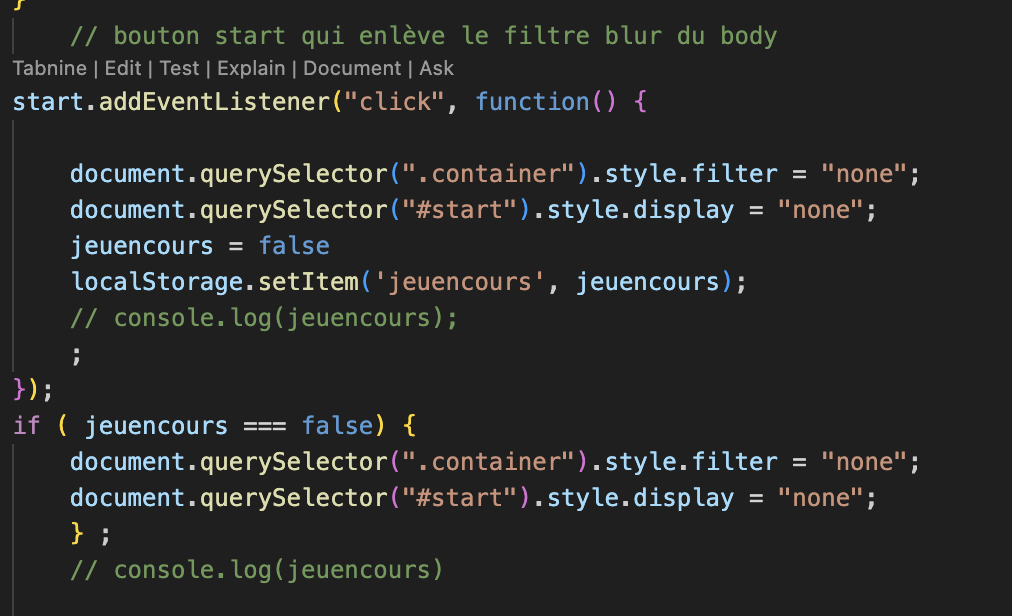 }
// bouton start qui enlève le filtre blur du body
Tabnine | Edit | Test | Explain | Document | Ask
start.addEventListener("click", function() {
document.querySelector(".container").style.filter = "none";
document.querySelector("#start").style.display = "none";
jeuencours = false
localStorage.setItem('jeuencours', jeuencours);
// console.log(jeuencours);
;
});
if ( jeuencours === false) {
document.querySelector(".container").style.filter = "none";
document.querySelector("#start").style.display = "none";
} ;
// console.log(jeuencours)